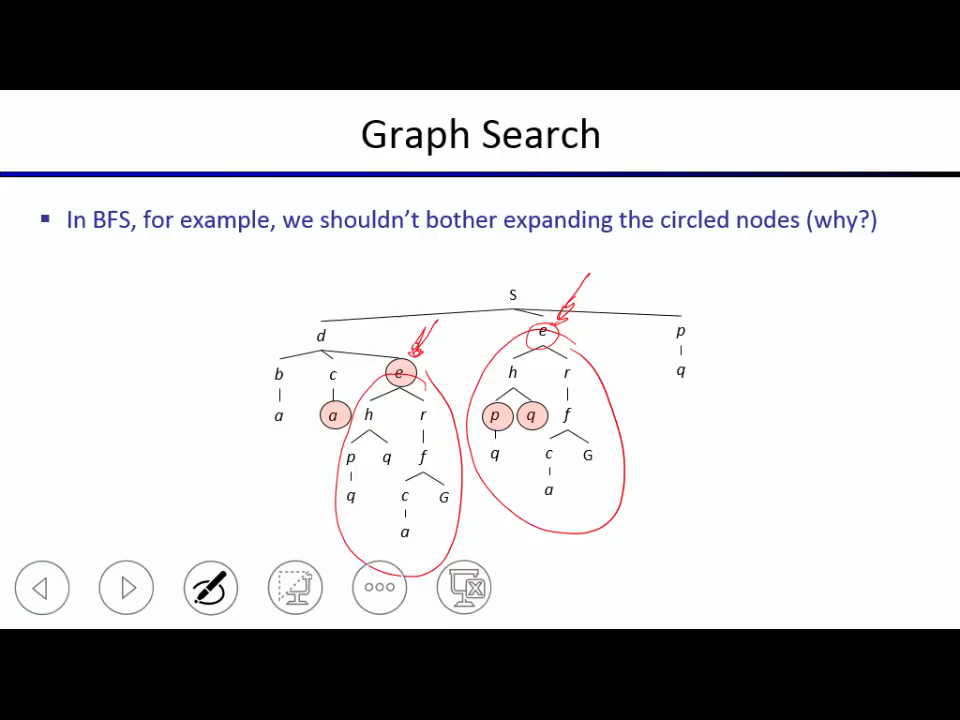 Graph Search
▪ In BFS, for example, we shouldn't bother expanding the circled nodes (why?)
S
d e p
b c e h r q
a a h r p q f
p q f q c G
q c G a
a